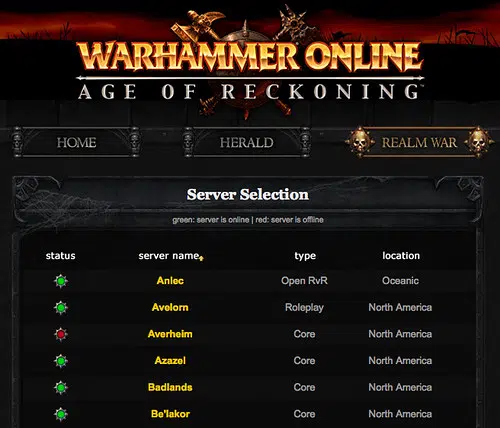 WARHAMMER ONLINE
AGE OF RECKONING™
HOME HERALD REALM WAR
Server Selection
green: server is online | red: server is offline
status server name type location
Anlec Open RvR Oceanic
Avelorn Roleplay North America
Averheim Core North America
Azazel Core North America
Badlands Core North America
Be'lakor Core North America